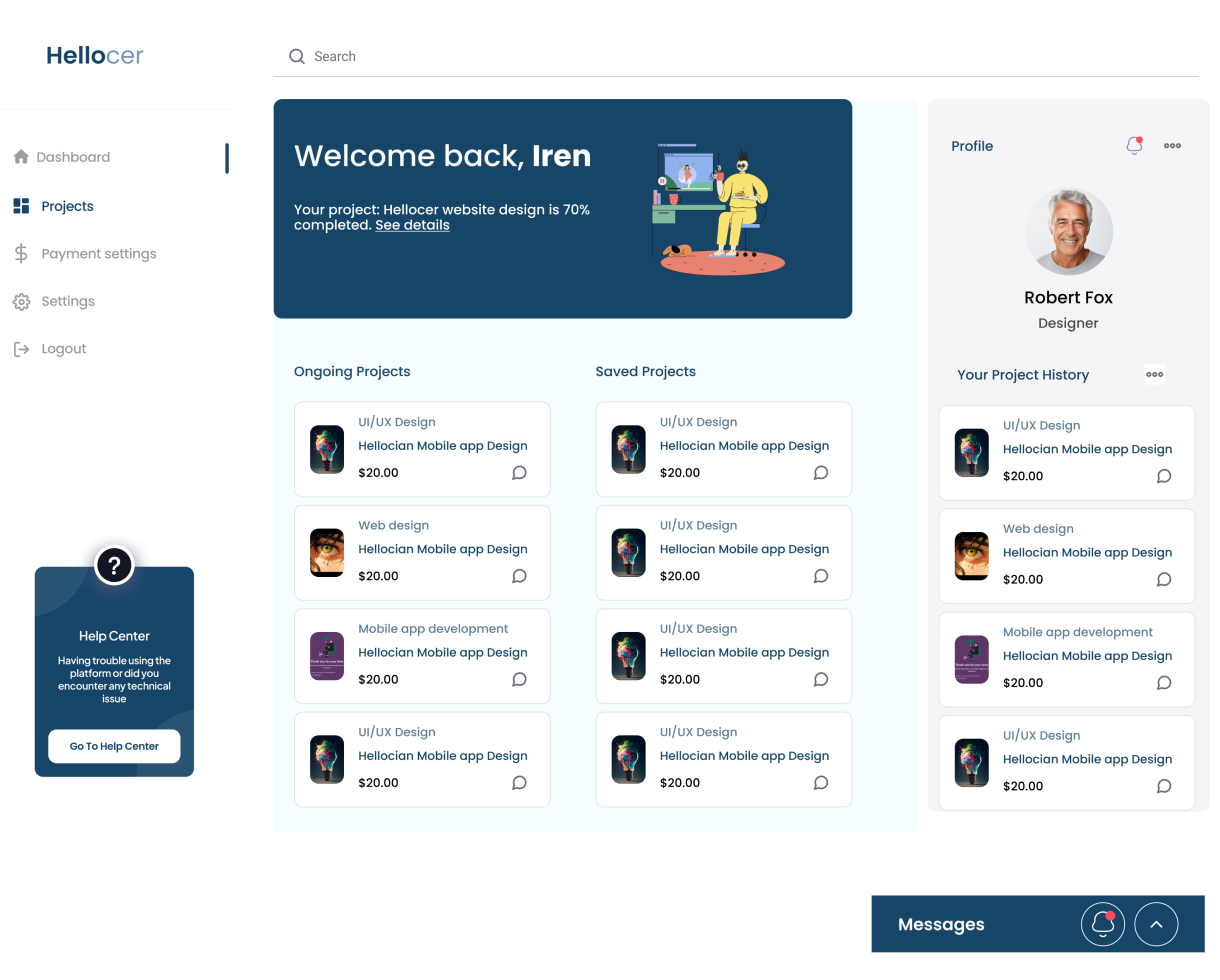 Hellocer
Search
Dashboard
Projects
Payment settings
Settings
Logout
?
Help Center
Having trouble using the
platform or did you
encounter any technical
issue
Go To Help Center
Welcome back, Iren
Your project: Hellocer website design is 70%
completed. See details
Ongoing Projects
UI/UX Design
Hellocian Mobile app Design
$20.00
Web design
Hellocian Mobile app Design
$20.00
Mobile app development
Hellocian Mobile app Design
$20.00
UI/UX Design
Hellocian Mobile app Design
$20.00
Saved Projects
UI/UX Design
Hellocian Mobile app Design
$20.00
UI/UX Design
Hellocian Mobile app Design
$20.00
UI/UX Design
Hellocian Mobile app Design
$20.00
UI/UX Design
Hellocian Mobile app Design
$20.00
Profile
Robert Fox
Designer
Your Project History
UI/UX Design
Hellocian Mobile app Design
$20.00
Web design
Hellocian Mobile app Design
$20.00
Mobile app development
Hellocian Mobile app Design
$20.00
UI/UX Design
Hellocian Mobile app Design
$20.00
Messages